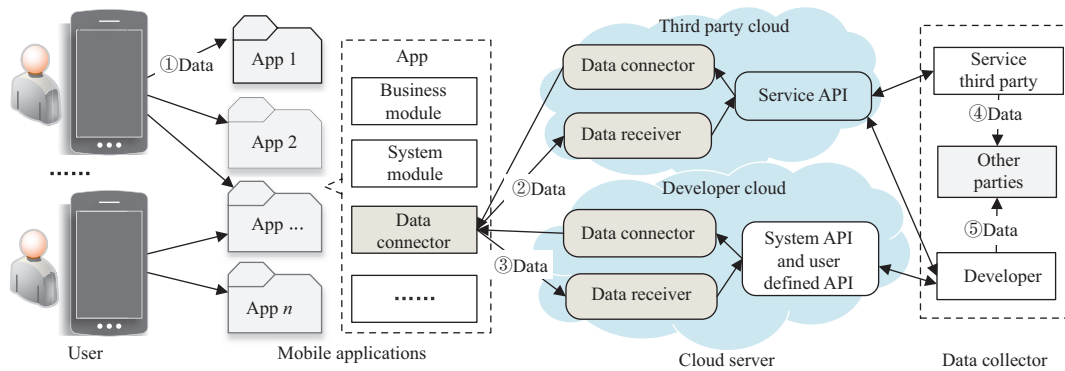 ①Data
App 1
App 2
......
App ...
App n
App
Business
module
System
module
Data
connector
......
②Data
③Data
Third party cloud
Data connector
Service API
Data receiver
Developer cloud
Data connector
System API
and user
defined API
Data receiver
Service
third party
④Data
Other
parties
⑤Data
Developer
User
Mobile applications
Cloud server
Data collector